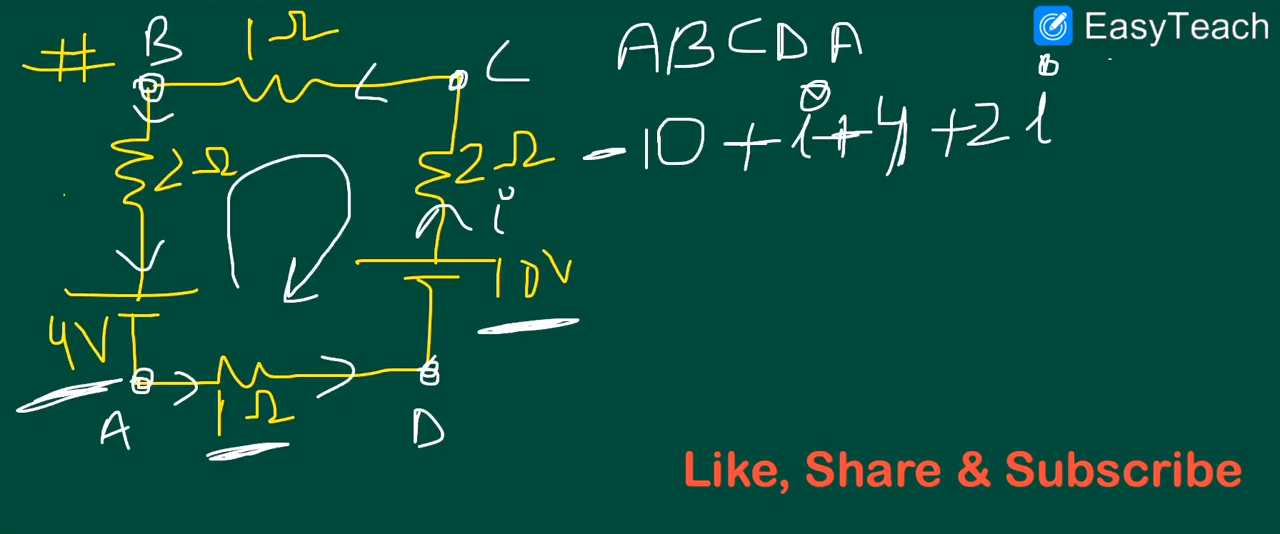 # B 1Ω C ABCDA EasyTeach
2Ω 2Ω -10 + i + 4 + 2i
i
4V 10V
1Ω
A D
Like, Share & Subscribe